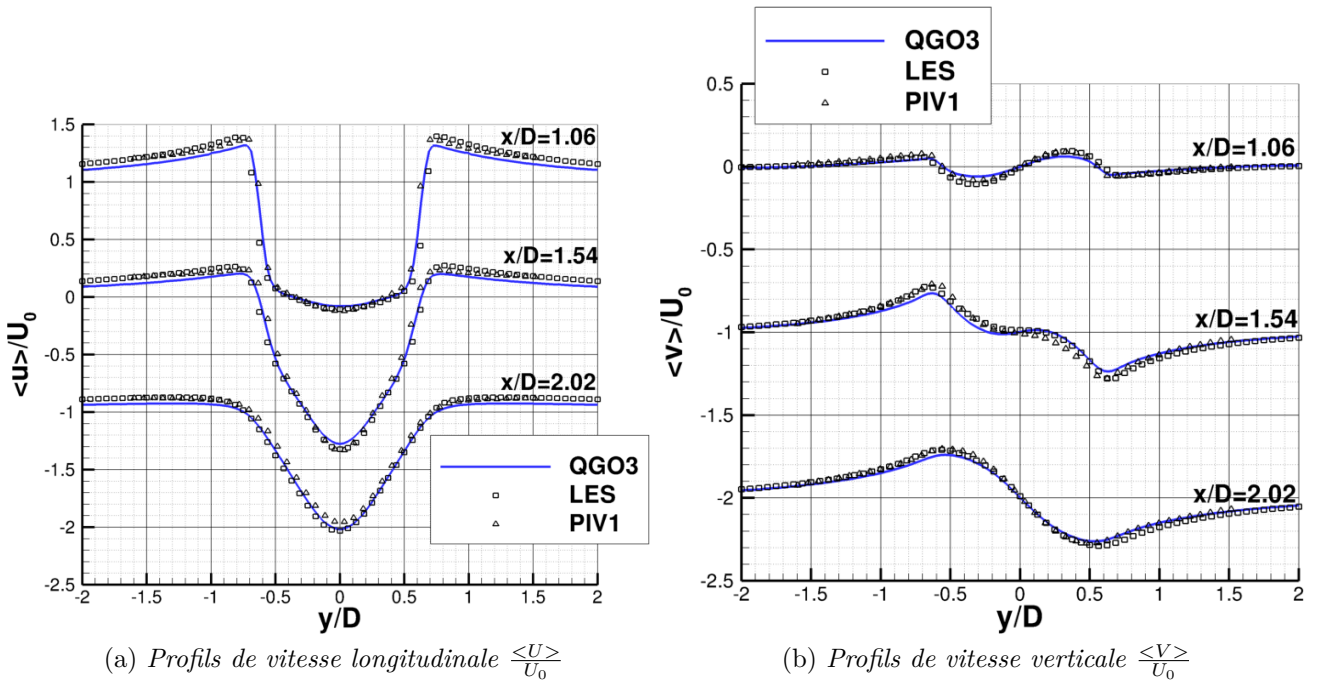 QGO3
LES
PIV1
1.5
1
0.5
0
-0.5
-1
-1.5
-2
-2.5
<u>/U0
x/D=1.06
x/D=1.54
x/D=2.02
QGO3
LES
PIV1
-2 -1.5 -1 -0.5 0 0.5 1 1.5 2
y/D
0.5
0
-0.5
-1
-1.5
-2
-2.5
<v>/U0
x/D=1.06
x/D=1.54
x/D=2.02
-2 -1.5 -1 -0.5 0 0.5 1 1.5 2
y/D
(a) Profils de vitesse longitudinale <U>/U0
(b) Profils de vitesse verticale <V>/U0